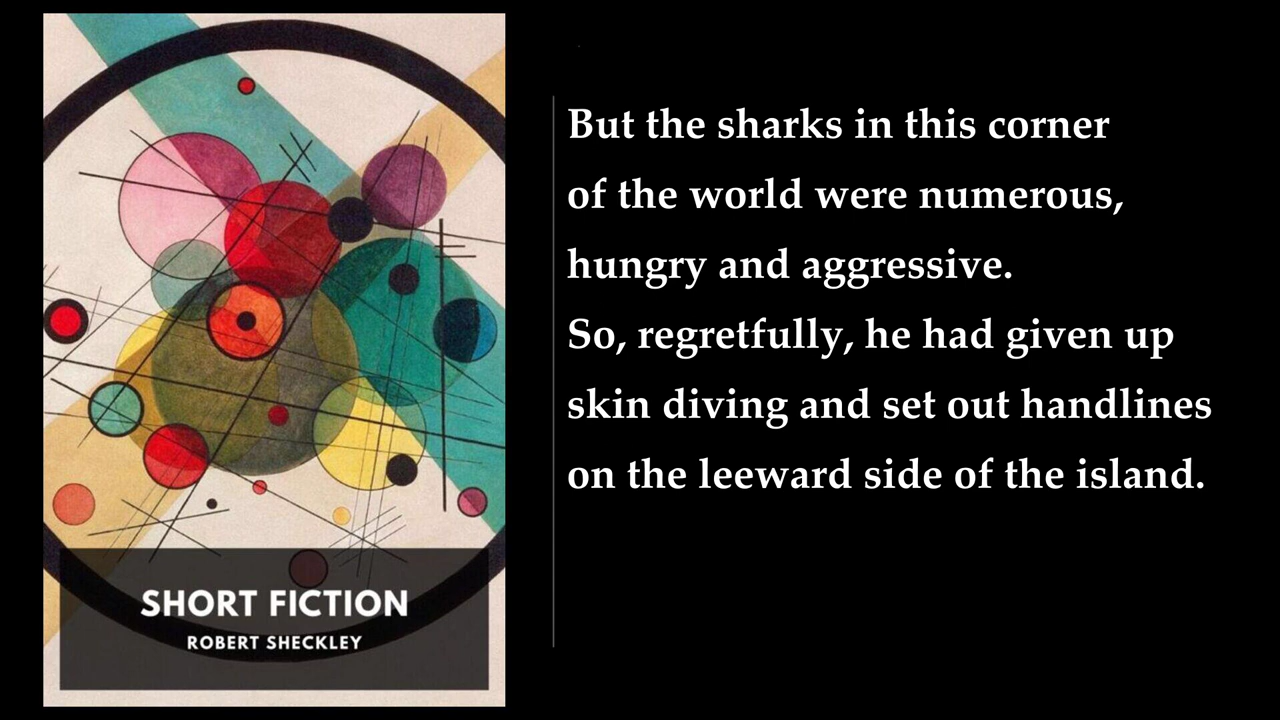 SHORT FICTION
ROBERT SHECKLEY
But the sharks in this corner
of the world were numerous,
hungry and aggressive.
So, regretfully, he had given up
skin diving and set out handlines
on the leeward side of the island.